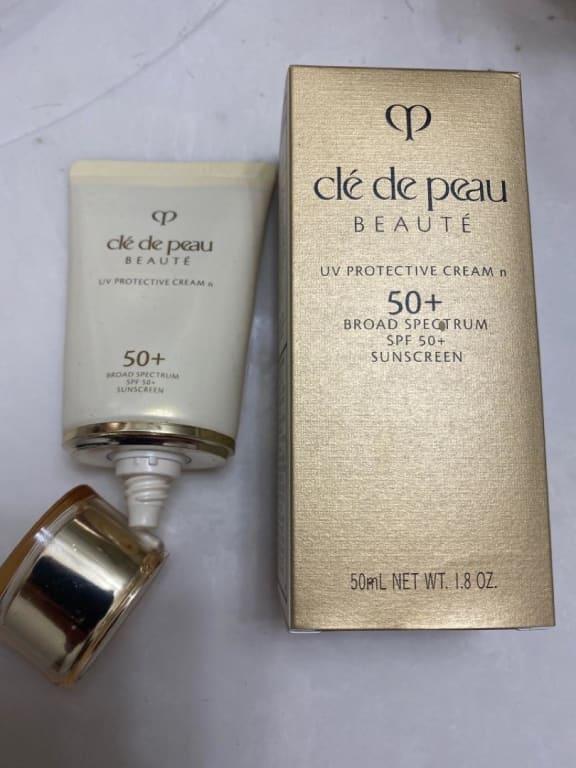 clé de peau
BEAUTÉ
UV PROTECTIVE CREAM n
50+
BROAD SPECTRUM
SPF 50+
SUNSCREEN
clé de peau
BEAUTÉ
UV PROTECTIVE CREAM n
50+
BROAD SPECTRUM
SPF 50+
SUNSCREEN
50mL NET WT. 1.8 OZ.